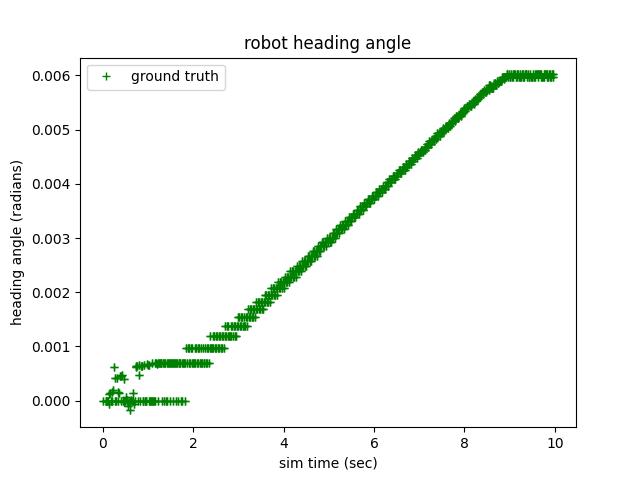 robot heading angle
ground truth
heading angle (radians)
0.006
0.005
0.004
0.003
0.002
0.001
0.000
0 2 4 6 8 10
sim time (sec)